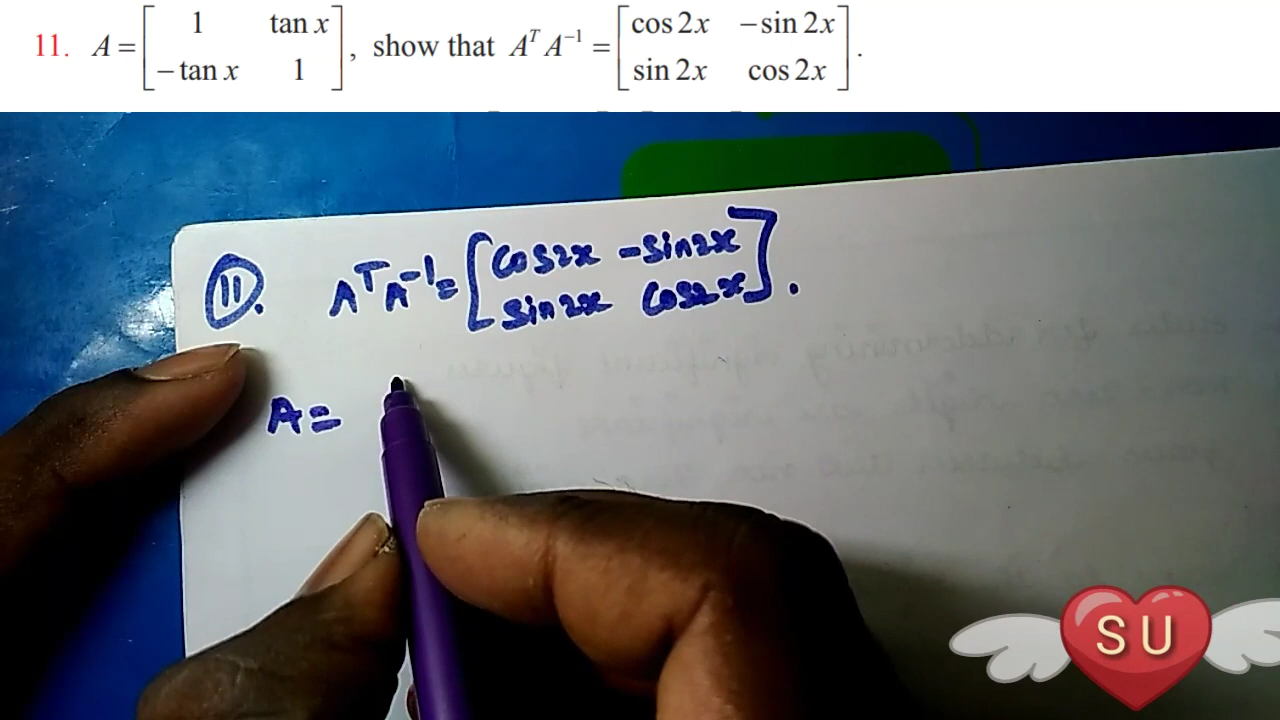 11. A = [ 1 tan x ; − tan x 1 ], show that Aᵀ A⁻¹ = [ cos 2x − sin 2x ; sin 2x cos 2x ].
11. AᵀA⁻¹ = [ cos2x −sin2x ; sin2x cos2x ].
A =
SU